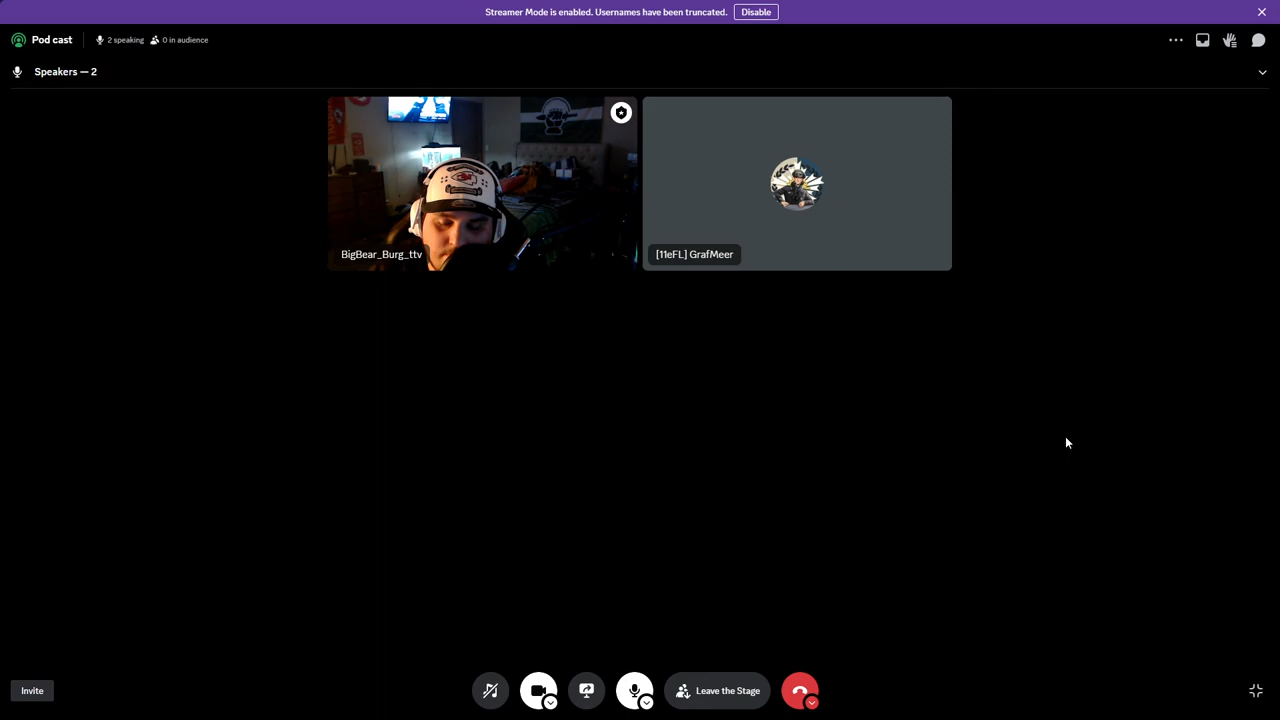 Streamer Mode is enabled. Usernames have been truncated. Disable
Pod cast 2 speaking 0 in audience
Speakers — 2
BigBear_Burg_ttv [11eFL] GrafMeer
Invite Leave the Stage